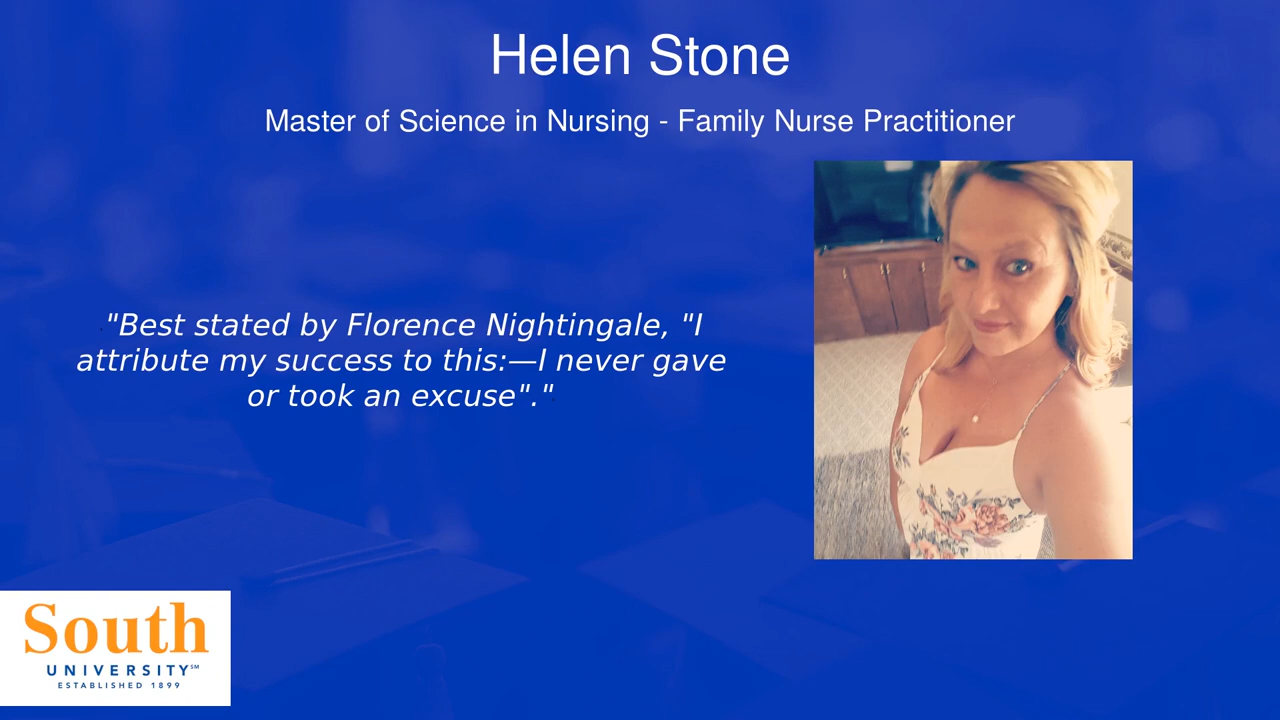 Helen Stone
Master of Science in Nursing - Family Nurse Practitioner
"Best stated by Florence Nightingale, "I
attribute my success to this:—I never gave
or took an excuse"."
South
UNIVERSITY℠
ESTABLISHED 1899